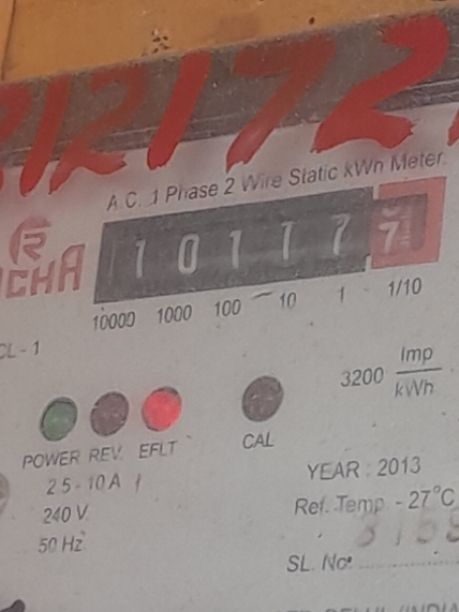 212172
A.C. 1 Phase 2 Wire Static kWh Meter.
1 0 1 1 7 7
10000 1000 100 10 1 1/10
CL - 1
3200 Imp/kWh
POWER REV. EFLT CAL
2.5 - 10 A
240 V.
50 Hz
YEAR : 2013
Ref. Temp. - 27°C
SL. No.